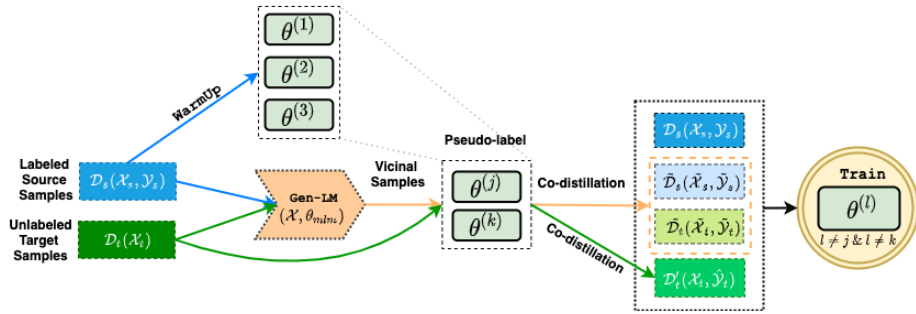 θ^(1)
θ^(2)
θ^(3)
WarmUp
Labeled
Source
Samples
𝒟_s(𝒳_s, 𝒴_s)
Unlabeled
Target
Samples
𝒟_t(𝒳_t)
Gen-LM
(𝒳, θ_mlm)
Vicinal
Samples
Pseudo-label
θ^(j)
θ^(k)
Co-distillation
Co-distillation
𝒟_s(𝒳_s, 𝒴_s)
𝒟̃_s(𝒳̃_s, 𝒴̃_s)
𝒟̃_t(𝒳̃_t, 𝒴̃_t)
𝒟′_t(𝒳_t, 𝒴̂_t)
Train
θ^(l)
l ≠ j & l ≠ k